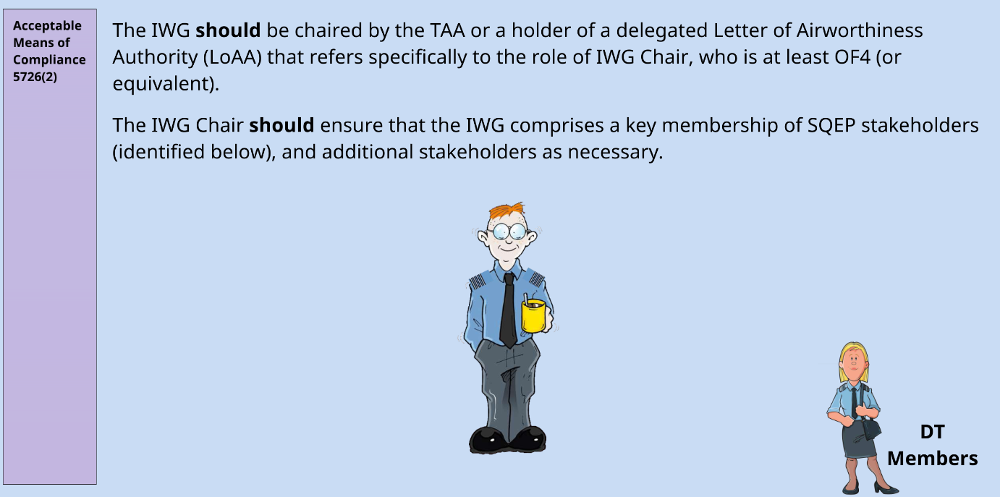 Acceptable
Means of
Compliance
5726(2)
The IWG should be chaired by the TAA or a holder of a delegated Letter of Airworthiness
Authority (LoAA) that refers specifically to the role of IWG Chair, who is at least OF4 (or
equivalent).
The IWG Chair should ensure that the IWG comprises a key membership of SQEP stakeholders
(identified below), and additional stakeholders as necessary.
DT
Members